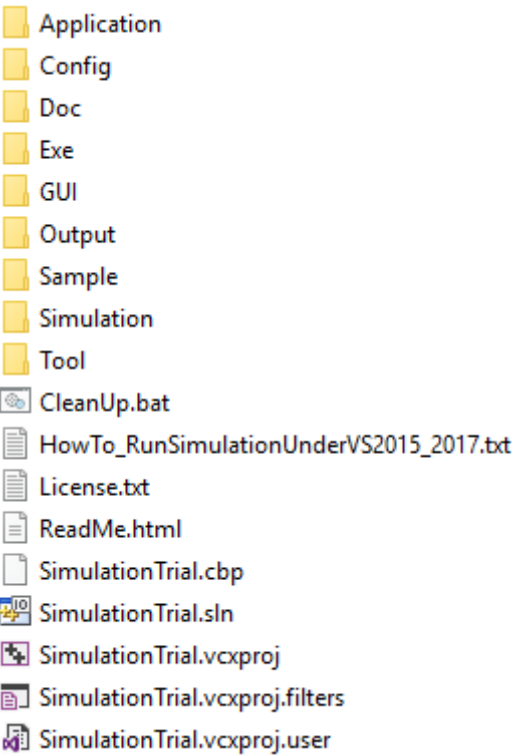 Application
Config
Doc
Exe
GUI
Output
Sample
Simulation
Tool
CleanUp.bat
HowTo_RunSimulationUnderVS2015_2017.txt
License.txt
ReadMe.html
SimulationTrial.cbp
SimulationTrial.sln
SimulationTrial.vcxproj
SimulationTrial.vcxproj.filters
SimulationTrial.vcxproj.user